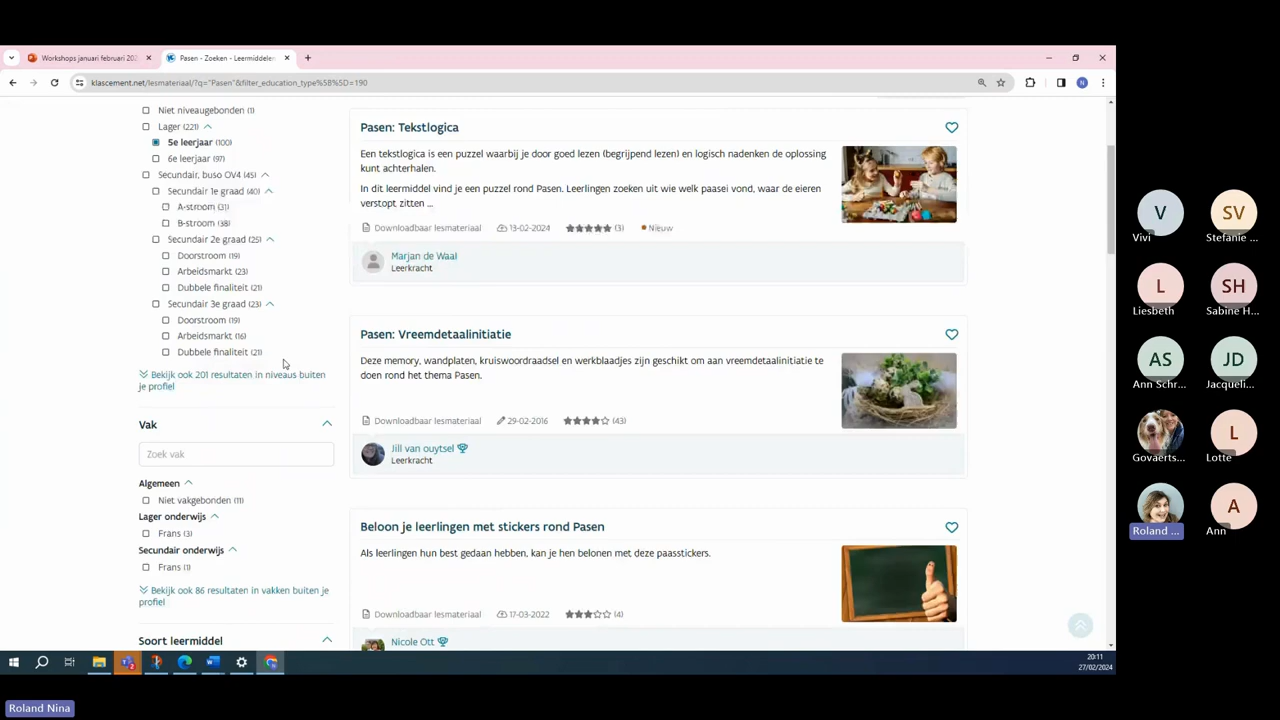 Workshops januari februari 202
Pasen - Zoeken - Leermiddelen
klascement.net/lesmateriaal/?q="Pasen"&filter_education_type%5B%5D=190
N
Niet niveaugebonden (1)
Lager (221)
5e leerjaar (100)
6e leerjaar (97)
Secundair, buso OV4 (45)
Secundair 1e graad (40)
A-stroom (31)
B-stroom (38)
Secundair 2e graad (25)
Doorstroom (19)
Arbeidsmarkt (23)
Dubbele finaliteit (21)
Secundair 3e graad (23)
Doorstroom (19)
Arbeidsmarkt (16)
Dubbele finaliteit (21)
Bekijk ook 201 resultaten in niveaus buiten
je profiel
Vak
Zoek vak
Algemeen
Niet vakgebonden (11)
Lager onderwijs
Frans (3)
Secundair onderwijs
Frans (1)
Bekijk ook 86 resultaten in vakken buiten je
profiel
Soort leermiddel
Pasen: Tekstlogica
Een tekstlogica is een puzzel waarbij je door goed lezen (begrijpend lezen) en logisch nadenken de oplossing
kunt achterhalen.
In dit leermiddel vind je een puzzel rond Pasen. Leerlingen zoeken uit wie welk paasei vond, waar de eieren
verstopt zitten ...
Downloadbaar lesmateriaal 13-02-2024 (3) Nieuw
Marjan de Waal
Leerkracht
Pasen: Vreemdetaalinitiatie
Deze memory, wandplaten, kruiswoordraadsel en werkblaadjes zijn geschikt om aan vreemdetaalinitiatie te
doen rond het thema Pasen.
Downloadbaar lesmateriaal 29-02-2016 (43)
Jill van ouytsel
Leerkracht
Beloon je leerlingen met stickers rond Pasen
Als leerlingen hun best gedaan hebben, kan je hen belonen met deze paasstickers.
Downloadbaar lesmateriaal 17-03-2022 (4)
Nicole Ott
20:11
27/02/2024
V
Vivi
SV
Stefanie ...
L
Liesbeth
SH
Sabine H...
AS
Ann Schr...
JD
Jacqueli...
Govaerts...
L
Lotte
Roland ...
A
Ann
Roland Nina